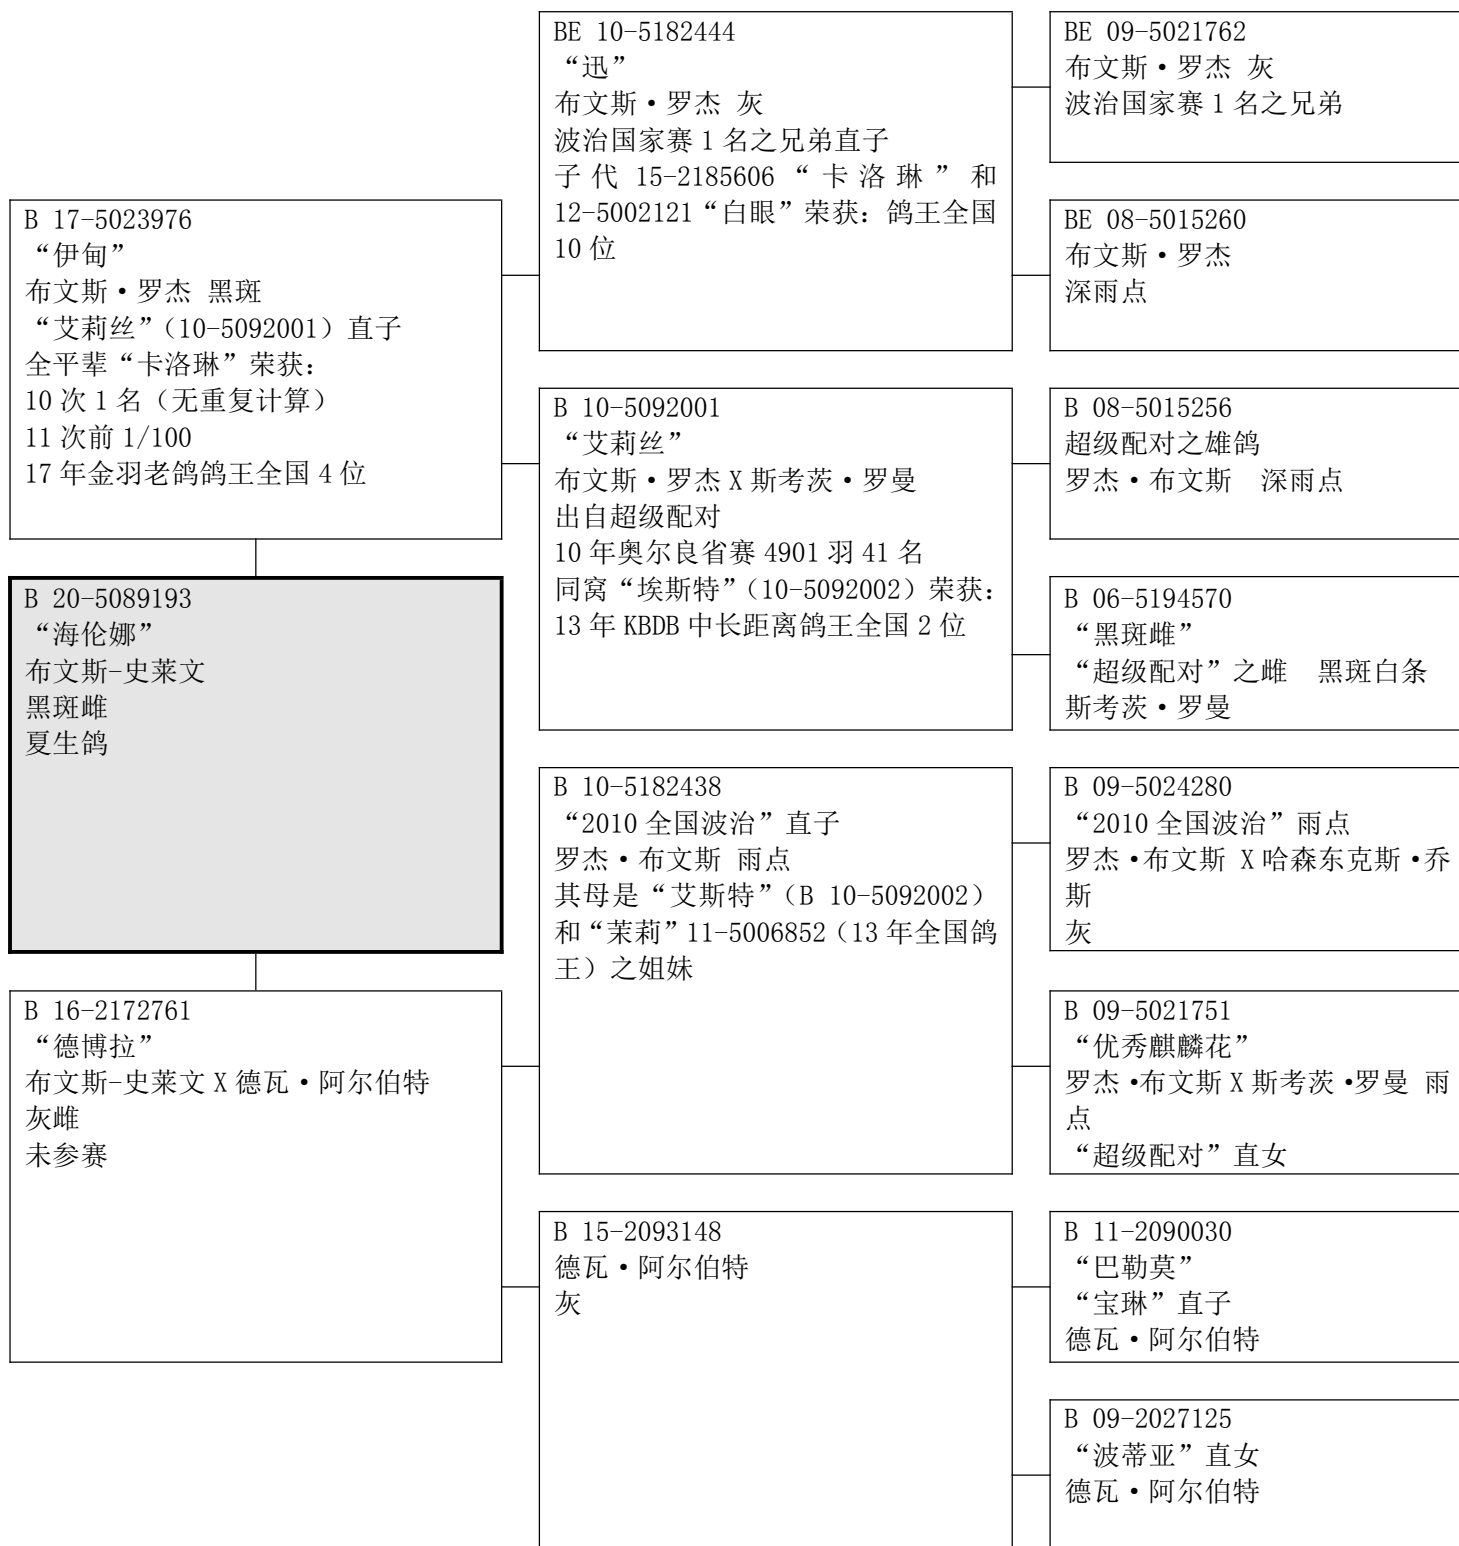 B 17-5023976
“伊甸”
布文斯·罗杰 黑斑
“艾莉丝”（10-5092001）直子
全平辈“卡洛琳”荣获：
10 次 1 名（无重复计算）
11 次前 1/100
17 年金羽老鸽鸽王全国 4 位
B 20-5089193
“海伦娜”
布文斯-史莱文
黑斑雌
夏生鸽
B 16-2172761
“德博拉”
布文斯-史莱文 X 德瓦·阿尔伯特
灰雌
未参赛
BE 10-5182444
“迅”
布文斯·罗杰 灰
波治国家赛 1 名之兄弟直子
子代 15-2185606 “卡洛琳”和
12-5002121“白眼”荣获：鸽王全国
10 位
B 10-5092001
“艾莉丝”
布文斯·罗杰 X 斯考茨·罗曼
出自超级配对
10 年奥尔良省赛 4901 羽 41 名
同窝“埃斯特”（10-5092002）荣获：
13 年 KBDB 中长距离鸽王全国 2 位
B 10-5182438
“2010 全国波治”直子
罗杰·布文斯 雨点
其母是“艾斯特”（B 10-5092002）
和“茉莉”11-5006852（13 年全国鸽
王）之姐妹
B 15-2093148
德瓦·阿尔伯特
灰
BE 09-5021762
布文斯·罗杰 灰
波治国家赛 1 名之兄弟
BE 08-5015260
布文斯·罗杰
深雨点
B 08-5015256
超级配对之雄鸽
罗杰·布文斯 深雨点
B 06-5194570
“黑斑雌”
“超级配对”之雌 黑斑白条
斯考茨·罗曼
B 09-5024280
“2010 全国波治”雨点
罗杰·布文斯 X 哈森东克斯·乔
斯
灰
B 09-5021751
“优秀麒麟花”
罗杰·布文斯 X 斯考茨·罗曼 雨
点
“超级配对”直女
B 11-2090030
“巴勒莫”
“宝琳”直子
德瓦·阿尔伯特
B 09-2027125
“波蒂亚”直女
德瓦·阿尔伯特